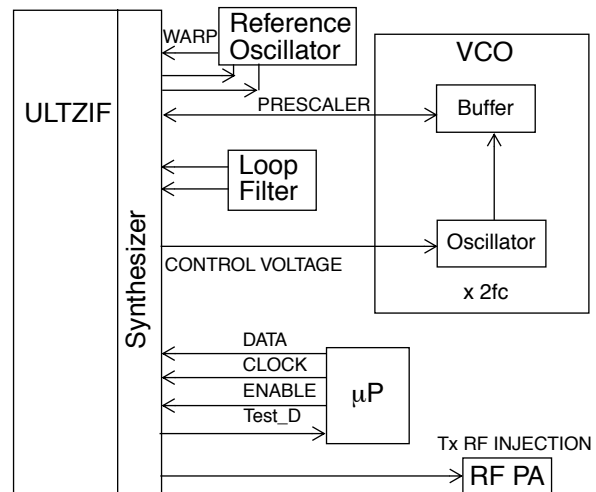 Reference
Oscillator
WARP
VCO
ULTZIF
PRESCALER
Buffer
Loop
Filter
Synthesizer
Oscillator
CONTROL VOLTAGE
x 2fc
DATA
CLOCK
ENABLE
Test_D
µP
Tx RF INJECTION
RF PA